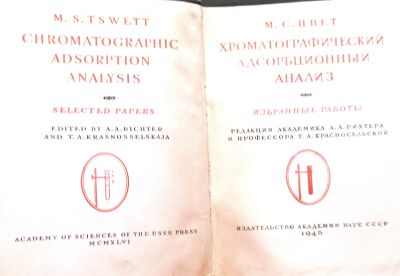 M. S. TSWETT
CHROMATOGRAPHIC
ADSORPTION
ANALYSIS
SELECTED PAPERS
EDITED BY A. A. RICHTER
AND T. A. KRASNOSSELSKAJA
ACADEMY OF SCIENCES OF THE USSR PRESS
MCMXLVI
М. С. ЦВЕТ
ХРОМАТОГРАФИЧЕСКИЙ
АДСОРБЦИОННЫЙ
АНАЛИЗ
ИЗБРАННЫЕ РАБОТЫ
РЕДАКЦИЯ АКАДЕМИКА А. А. РИХТЕРА
И ПРОФЕССОРА Т. А. КРАСНОСЕЛЬСКОЙ
ИЗДАТЕЛЬСТВО АКАДЕМИИ НАУК СССР
1946